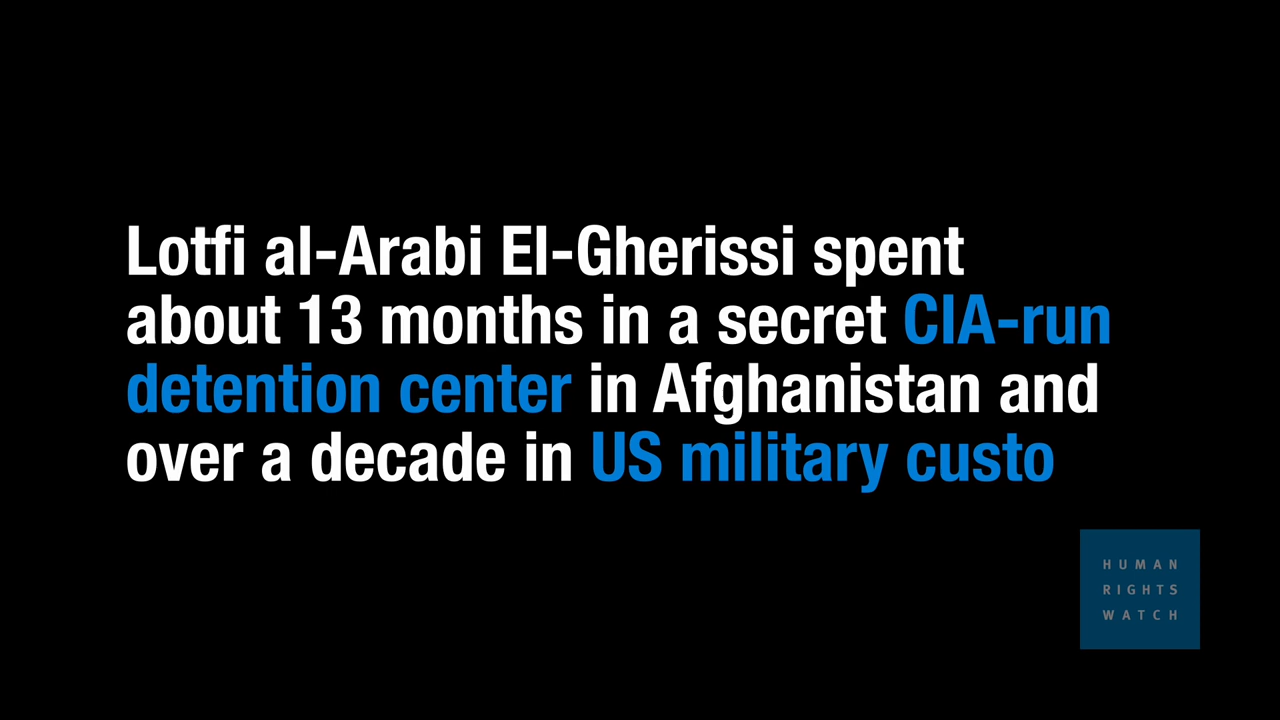 Lotfi al-Arabi El-Gherissi spent
about 13 months in a secret CIA-run
detention center in Afghanistan and
over a decade in US military custo
HUMAN
RIGHTS
WATCH